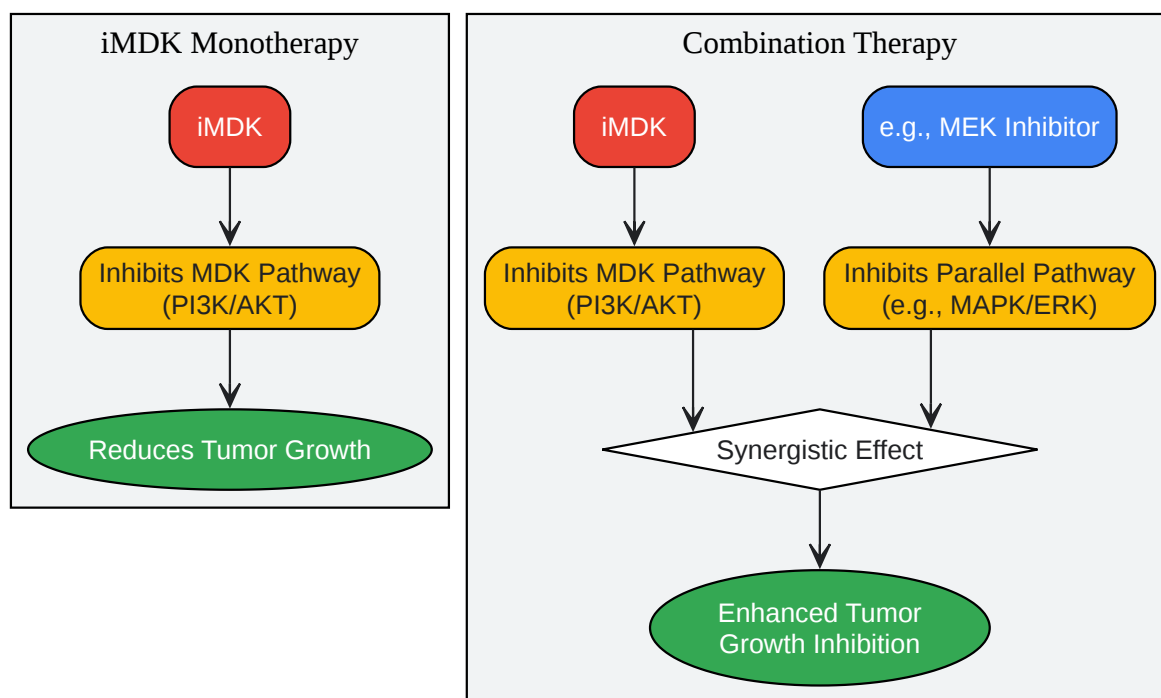 iMDK Monotherapy
iMDK
Inhibits MDK Pathway
(PI3K/AKT)
Reduces Tumor Growth
Combination Therapy
iMDK
e.g., MEK Inhibitor
Inhibits MDK Pathway
(PI3K/AKT)
Inhibits Parallel Pathway
(e.g., MAPK/ERK)
Synergistic Effect
Enhanced Tumor
Growth Inhibition